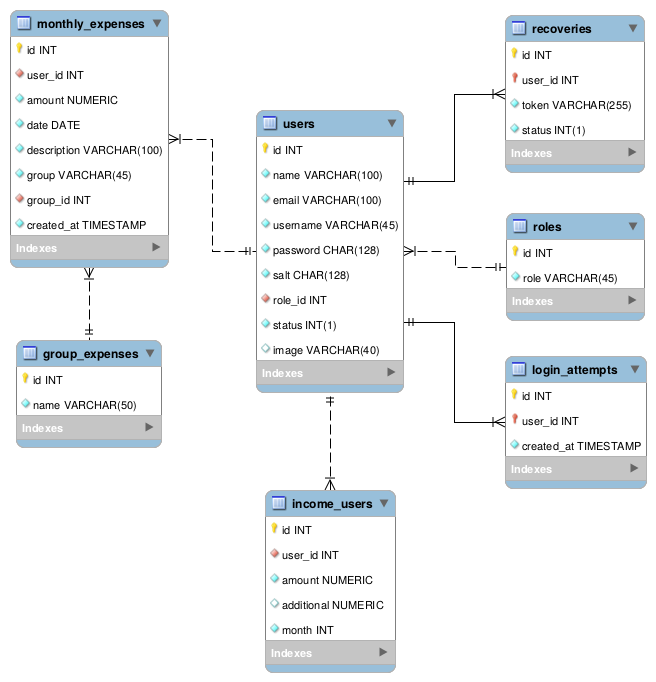 monthly_expenses
id INT
user_id INT
amount NUMERIC
date DATE
description VARCHAR(100)
group VARCHAR(45)
group_id INT
created_at TIMESTAMP
Indexes
group_expenses
id INT
name VARCHAR(50)
Indexes
users
id INT
name VARCHAR(100)
email VARCHAR(100)
username VARCHAR(45)
password CHAR(128)
salt CHAR(128)
role_id INT
status INT(1)
image VARCHAR(40)
Indexes
income_users
id INT
user_id INT
amount NUMERIC
additional NUMERIC
month INT
Indexes
recoveries
id INT
user_id INT
token VARCHAR(255)
status INT(1)
Indexes
roles
id INT
role VARCHAR(45)
Indexes
login_attempts
id INT
user_id INT
created_at TIMESTAMP
Indexes